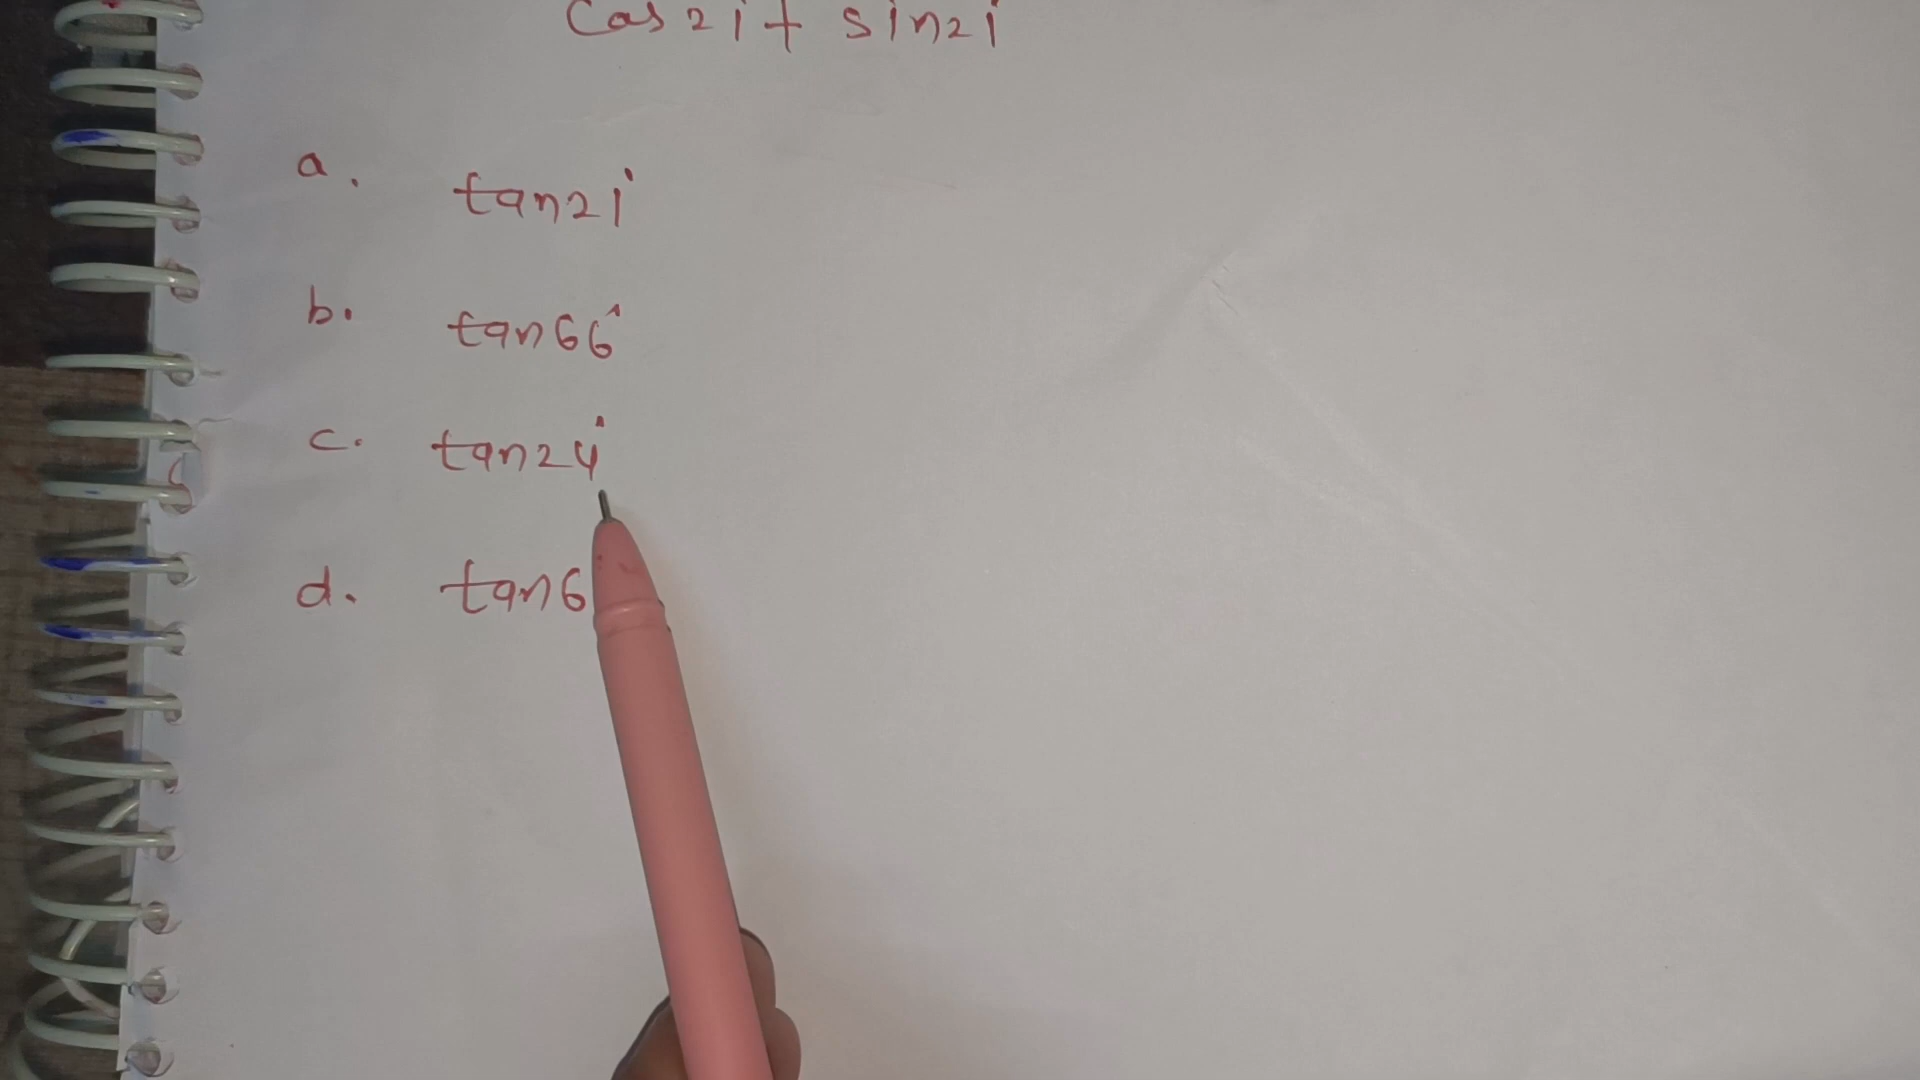 Cos21+ sin21
a. tan21°
b. tan66°
c. tan24°
d. tan6